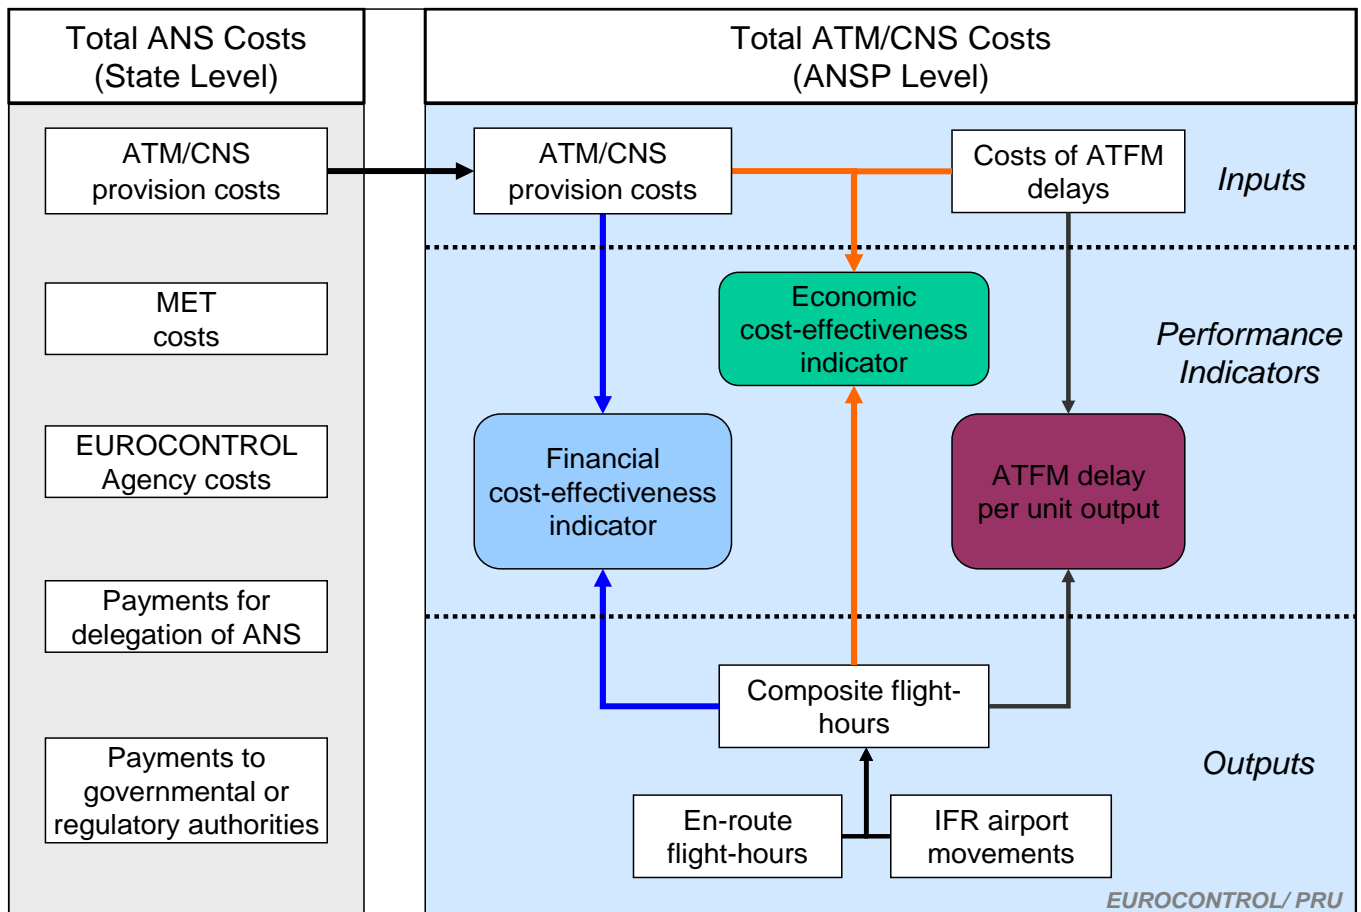 Total ANS Costs
(State Level)
Total ATM/CNS Costs
(ANSP Level)
ATM/CNS
provision costs
MET
costs
EUROCONTROL
Agency costs
Payments for
delegation of ANS
Payments to
governmental or
regulatory authorities
ATM/CNS
provision costs
Costs of ATFM
delays
Inputs
Economic
cost-effectiveness
indicator
Performance
Indicators
Financial
cost-effectiveness
indicator
ATFM delay
per unit output
Composite flight-
hours
Outputs
En-route
flight-hours
IFR airport
movements
EUROCONTROL/ PRU